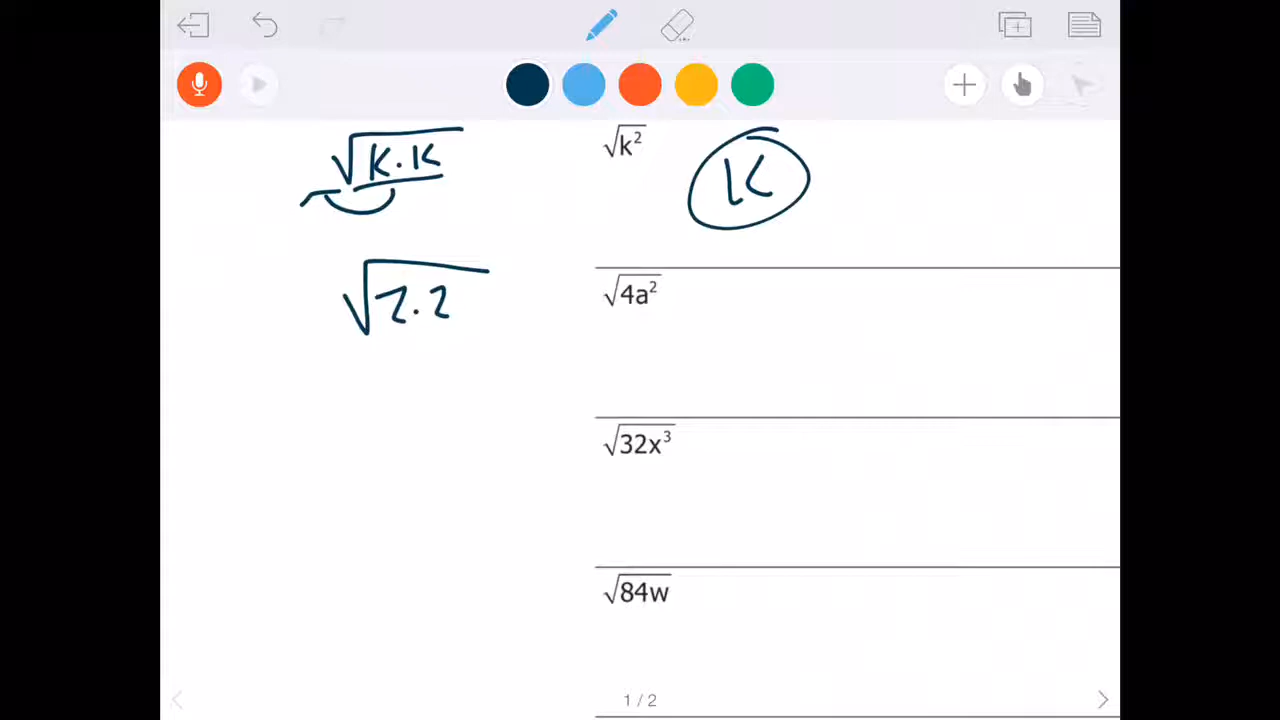 √K·K
√k² K
√2·2
√4a²
√32x³
√84w
1 / 2